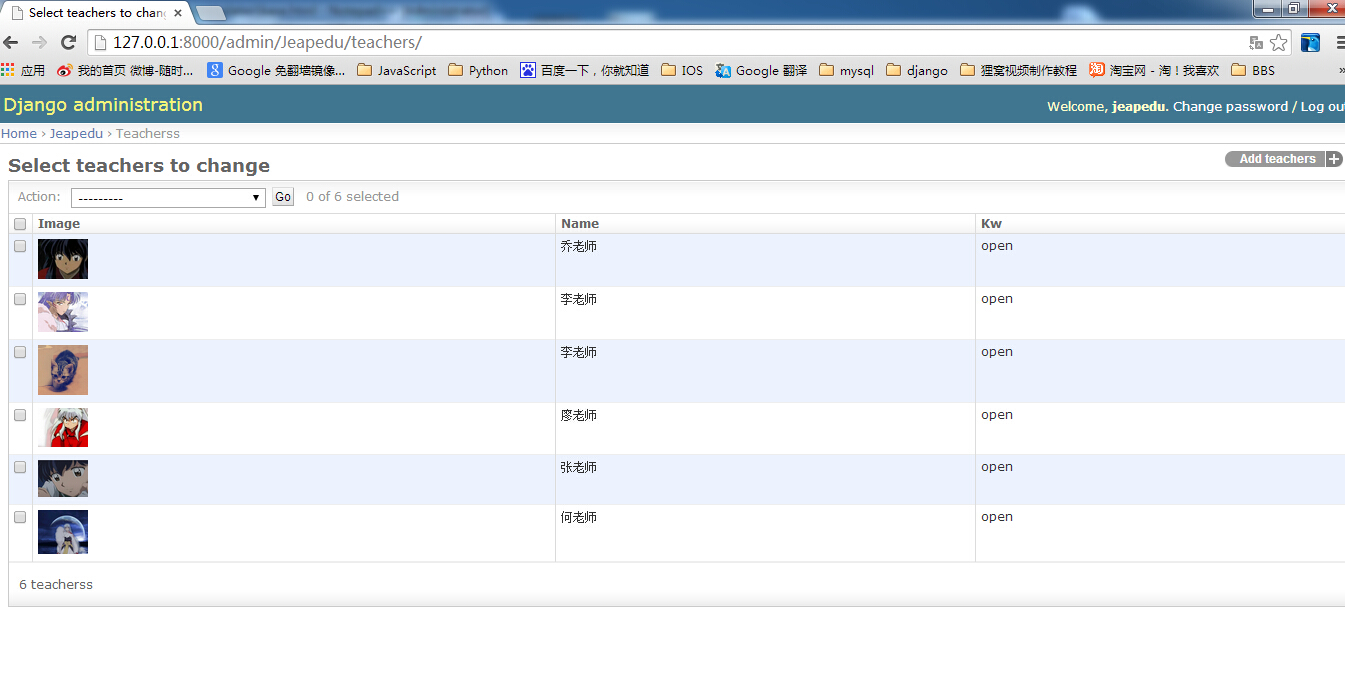 Select teachers to chan
127.0.0.1:8000/admin/Jeapedu/teachers/
应用 我的首页 微博-随时... Google 免翻墙镜像... JavaScript Python 百度一下，你就知道 IOS Google 翻译 mysql django 狸窝视频制作教程 淘宝网 - 淘！我喜欢 BBS »
Django administration
Welcome, jeapedu. Change password / Log ou
Home › Jeapedu › Teacherss
Select teachers to change
Add teachers +
Action: --------- Go 0 of 6 selected
Image Name Kw
乔老师 open
李老师 open
李老师 open
廖老师 open
张老师 open
何老师 open
6 teacherss